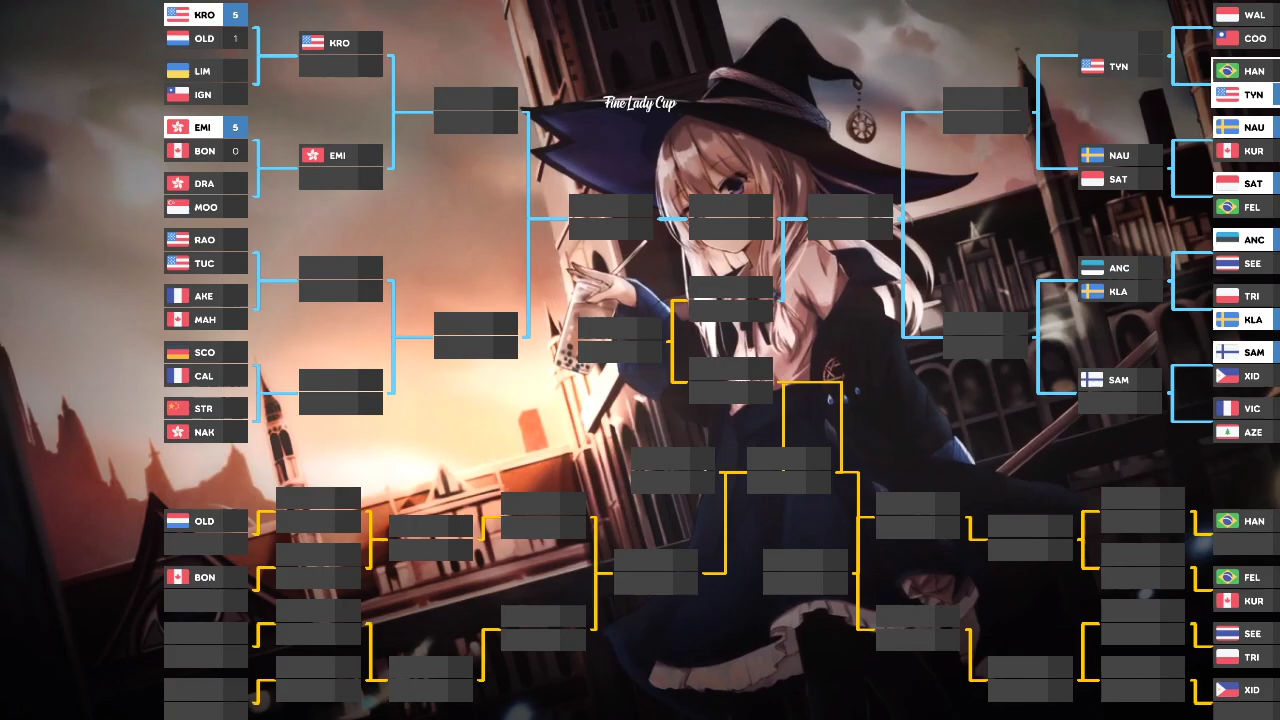 KRO 5
OLD 1
LIM
IGN
EMI 5
BON 0
DRA
MOO
RAO
TUC
AKE
MAH
SCO
CAL
STR
NAK
KRO
EMI
Fine Lady Cup
TYN
NAU
SAT
ANC
KLA
SAM
WAL
COO
HAN
TYN
NAU
KUR
SAT
FEL
ANC
SEE
TRI
KLA
SAM
XID
VIC
AZE
OLD
BON
HAN
FEL
KUR
SEE
TRI
XID